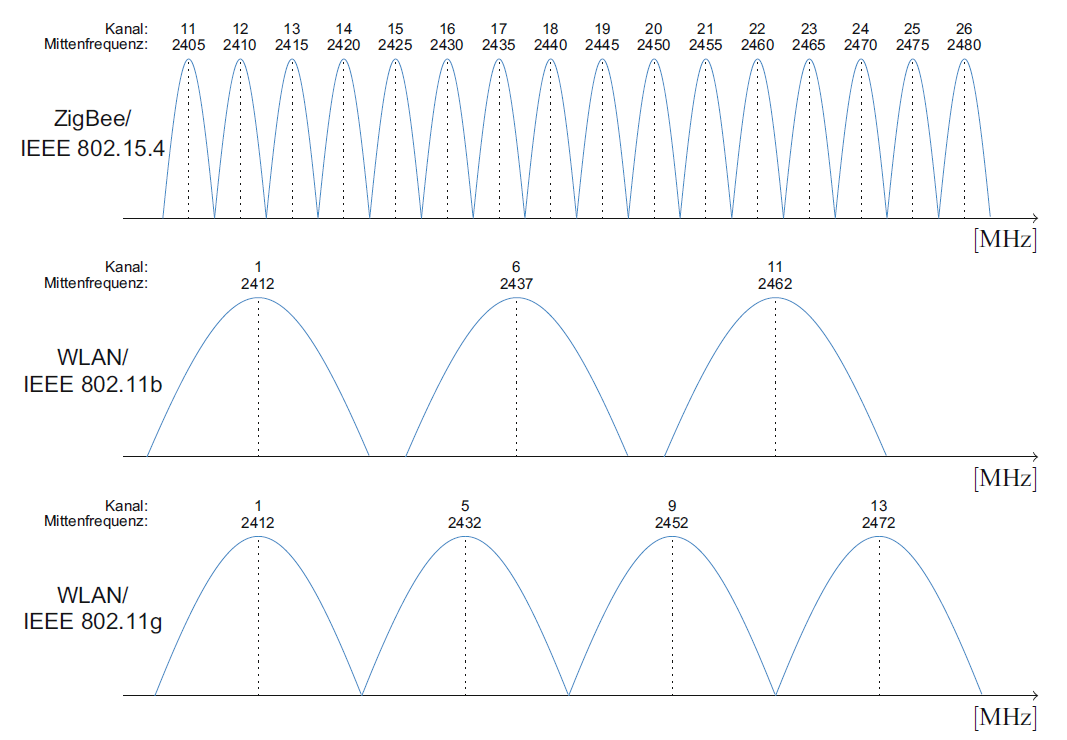 Kanal: 11 12 13 14 15 16 17 18 19 20 21 22 23 24 25 26
Mittenfrequenz: 2405 2410 2415 2420 2425 2430 2435 2440 2445 2450 2455 2460 2465 2470 2475 2480
ZigBee/
IEEE 802.15.4
[MHz]
Kanal: 1 6 11
Mittenfrequenz: 2412 2437 2462
WLAN/
IEEE 802.11b
[MHz]
Kanal: 1 5 9 13
Mittenfrequenz: 2412 2432 2452 2472
WLAN/
IEEE 802.11g
[MHz]